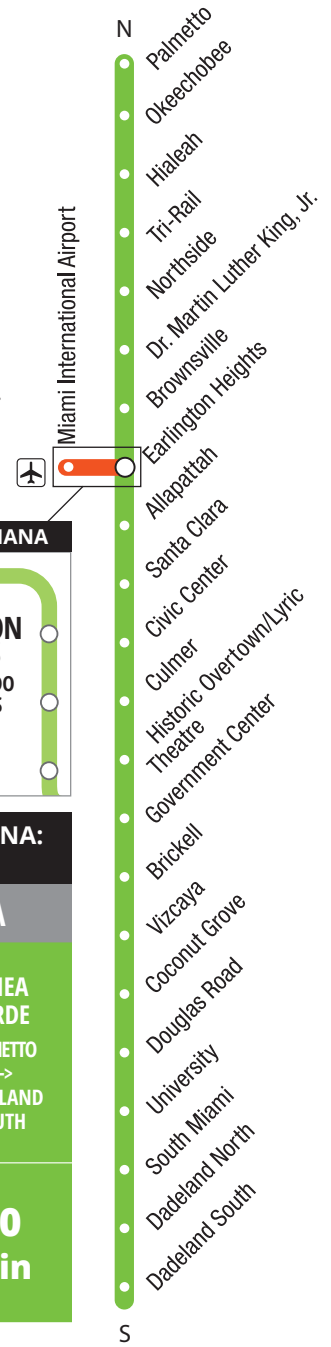 N
Palmetto
Okeechobee
Hialeah
Tri-Rail
Northside
Dr. Martin Luther King, Jr.
Brownsville
Miami International Airport
Earlington Heights
Allapattah
Santa Clara
Civic Center
Culmer
Historic Overtown/Lyric
Theatre
Government Center
Brickell
Vizcaya
Coconut Grove
Douglas Road
University
South Miami
Dadeland North
Dadeland South
S